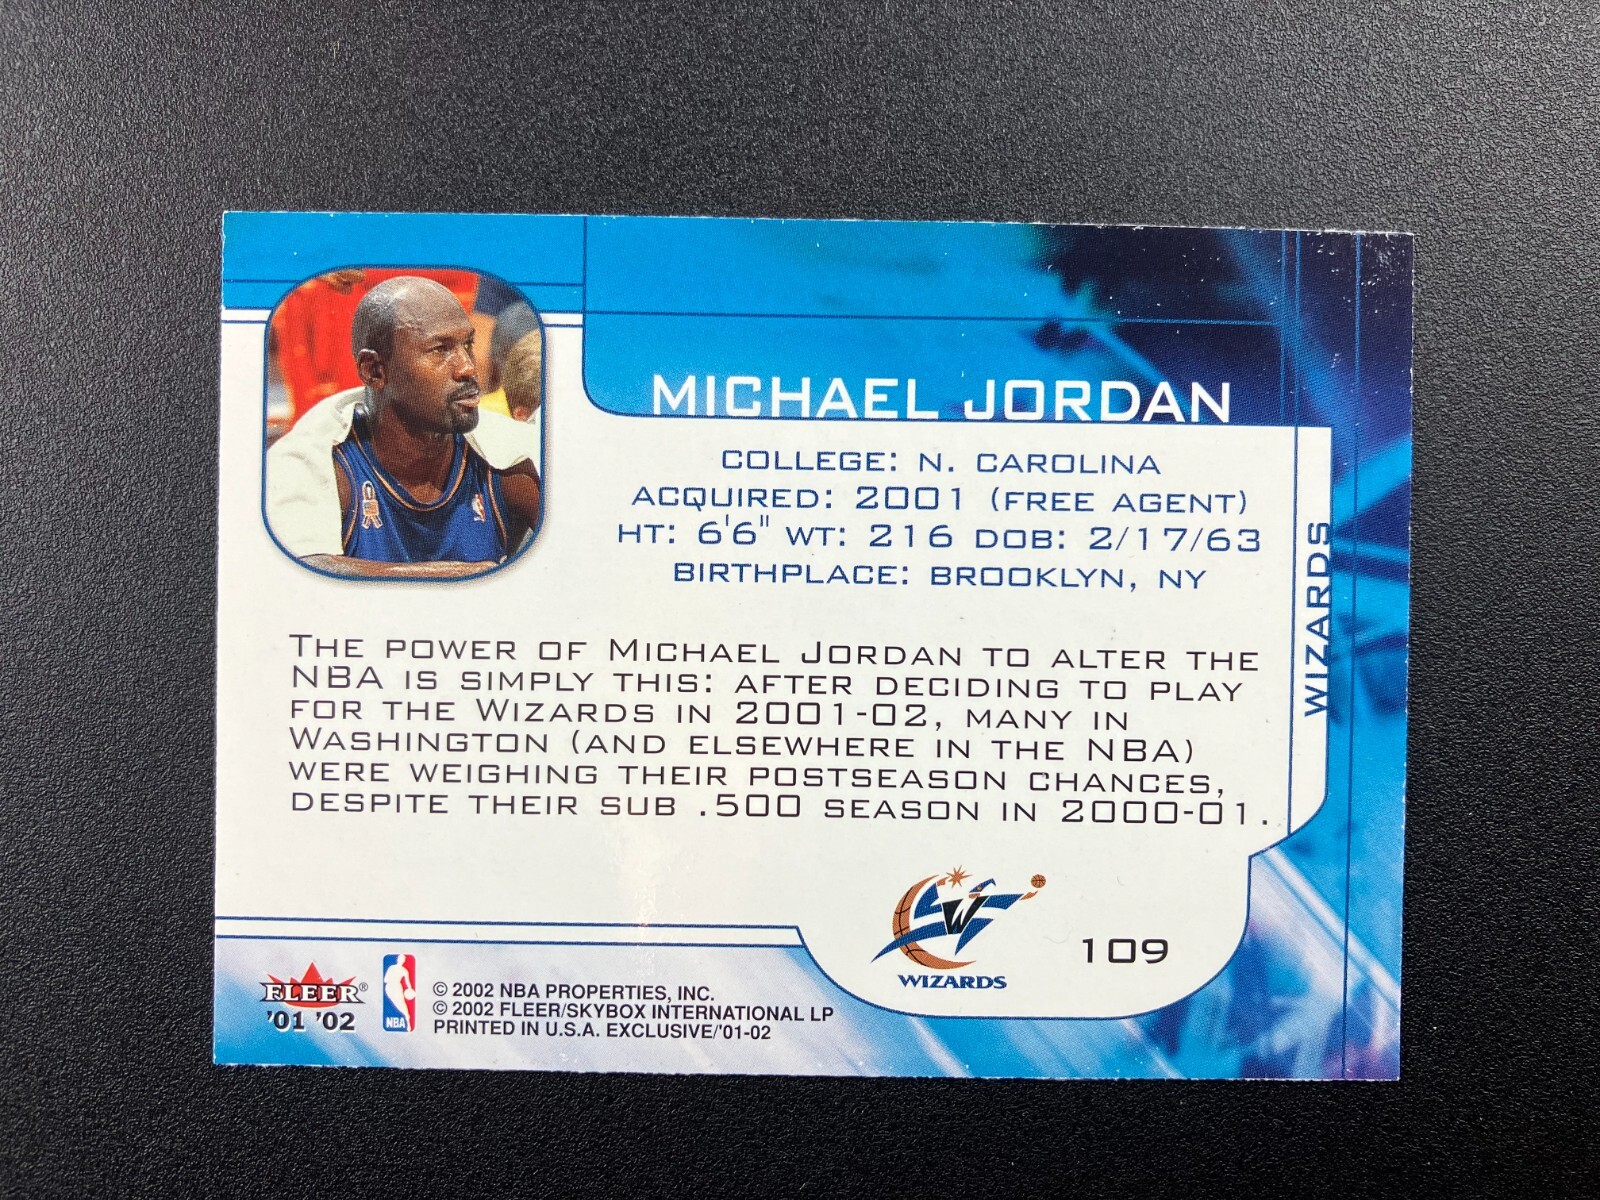 MICHAEL JORDAN
COLLEGE: N. CAROLINA
ACQUIRED: 2001 (FREE AGENT)
HT: 6'6" WT: 216 DOB: 2/17/63
BIRTHPLACE: BROOKLYN, NY
WIZARDS
THE POWER OF MICHAEL JORDAN TO ALTER THE
NBA IS SIMPLY THIS: AFTER DECIDING TO PLAY
FOR THE WIZARDS IN 2001-02, MANY IN
WASHINGTON (AND ELSEWHERE IN THE NBA)
WERE WEIGHING THEIR POSTSEASON CHANCES,
DESPITE THEIR SUB .500 SEASON IN 2000-01.
W
WIZARDS
109
FLEER®
'01 '02
NBA
© 2002 NBA PROPERTIES, INC.
© 2002 FLEER/SKYBOX INTERNATIONAL LP
PRINTED IN U.S.A. EXCLUSIVE/'01-02